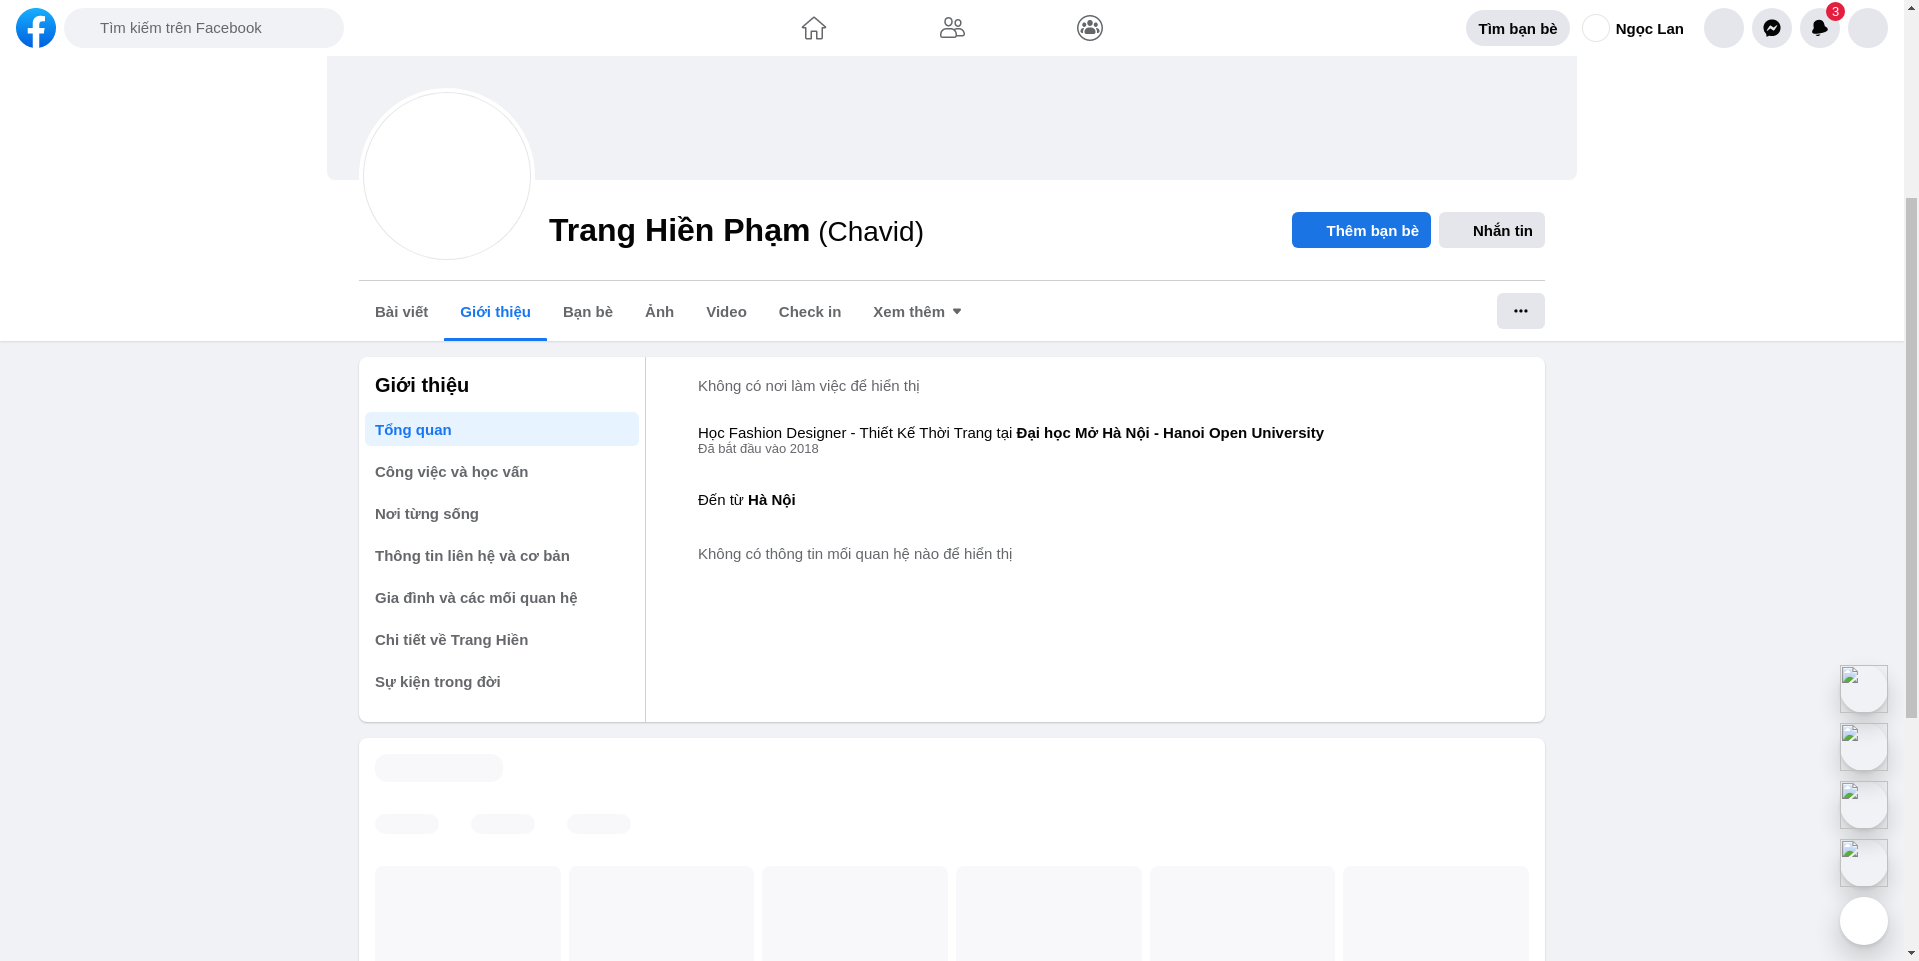 Tìm kiếm trên Facebook
Tìm bạn bè
Ngọc Lan
3
Trang Hiền Phạm (Chavid)
Thêm bạn bè
Nhắn tin
Bài viết
Giới thiệu
Bạn bè
Ảnh
Video
Check in
Xem thêm
Giới thiệu
Tổng quan
Công việc và học vấn
Nơi từng sống
Thông tin liên hệ và cơ bản
Gia đình và các mối quan hệ
Chi tiết về Trang Hiền
Sự kiện trong đời
Không có nơi làm việc để hiển thị
Học Fashion Designer - Thiết Kế Thời Trang tại Đại học Mở Hà Nội - Hanoi Open University
Đã bắt đầu vào 2018
Đến từ Hà Nội
Không có thông tin mối quan hệ nào để hiển thị